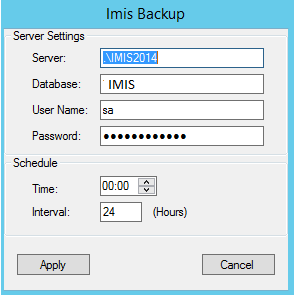 Imis Backup
Server Settings
Server: .\IMIS2014
Database: IMIS
User Name: sa
Password: ●●●●●●●●●●●●
Schedule
Time: 00:00
Interval: 24 (Hours)
Apply Cancel